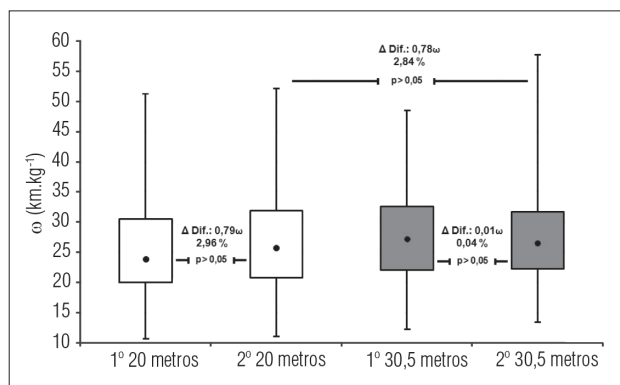 60
55
50
45
40
35
30
25
20
15
10
ω (km.kg⁻¹)
Δ Dif.: 0,78ω
2,84 %
p> 0,05
Δ Dif.: 0,79ω
2,96 %
p> 0,05
Δ Dif.: 0,01ω
0,04 %
p> 0,05
1º 20 metros
2º 20 metros
1º 30,5 metros
2º 30,5 metros